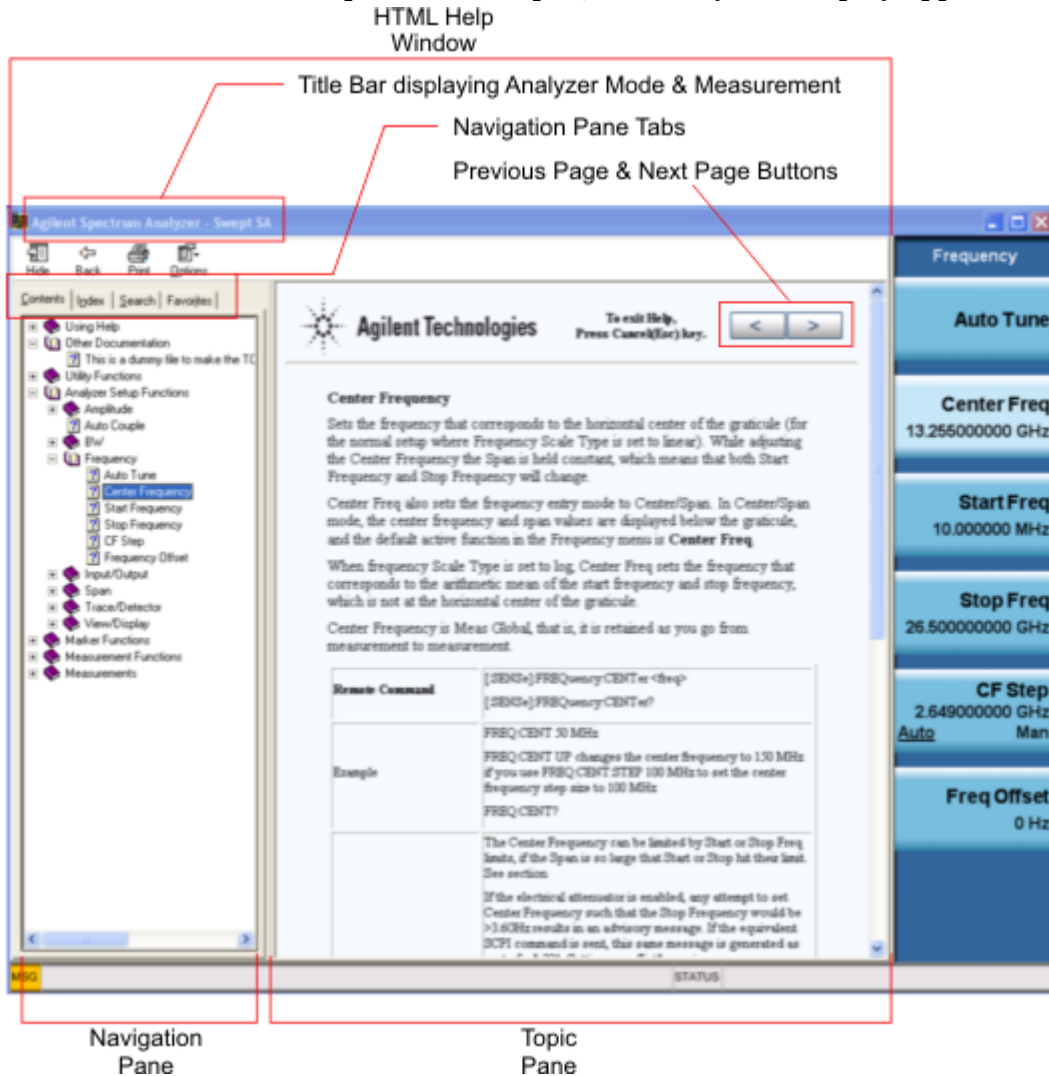 HTML Help
Window
Title Bar displaying Analyzer Mode & Measurement
Navigation Pane Tabs
Previous Page & Next Page Buttons
Agilent Spectrum Analyzer - Swept SA
Hide Back Print Options
Contents Index Search Favorites
Using Help
Other Documentation
This is a dummy file to make the TO
Utility Functions
Analyzer Setup Functions
Amplitude
Auto Couple
BW
Frequency
Auto Tune
Center Frequency
Start Frequency
Stop Frequency
CF Step
Frequency Offset
Input/Output
Span
Trace/Detector
View/Display
Marker Functions
Measurement Functions
Measurements
Agilent Technologies
To exit Help,
Press Cancel(Esc) key.
< >
Center Frequency
Sets the frequency that corresponds to the horizontal center of the graticule (for
the normal setup where Frequency Scale Type is set to linear). While adjusting
the Center Frequency the Span is held constant, which means that both Start
Frequency and Stop Frequency will change.
Center Freq also sets the frequency entry mode to Center/Span. In Center/Span
mode, the center frequency and span values are displayed below the graticule,
and the default active function in the Frequency menu is Center Freq.
When frequency Scale Type is set to log, Center Freq sets the frequency that
corresponds to the arithmetic mean of the start frequency and stop frequency,
which is not at the horizontal center of the graticule.
Center Frequency is Meas Global, that is, it is retained as you go from
measurement to measurement.
Remote Command
[:SENSe]:FREQuency:CENTer <freq>
[:SENSe]:FREQuency:CENTer?
Example
FREQ:CENT 50 MHz
FREQ:CENT UP changes the center frequency to 150 MHz
if you use FREQ:CENT:STEP 100 MHz to set the center
frequency step size to 100 MHz
FREQ:CENT?
The Center Frequency can be limited by Start or Stop Freq
limits, if the Span is so large that Start or Stop hit their limit.
See section
If the electrical attenuator is enabled, any attempt to set
Center Frequency such that the Stop Frequency would be
>3.6GHz results in an advisory message. If the equivalent
SCPI command is sent, this same message is generated as
Frequency
Auto Tune
Center Freq
13.255000000 GHz
Start Freq
10.000000 MHz
Stop Freq
26.500000000 GHz
CF Step
2.649000000 GHz
Auto Man
Freq Offset
0 Hz
MSG STATUS
Navigation
Pane
Topic
Pane